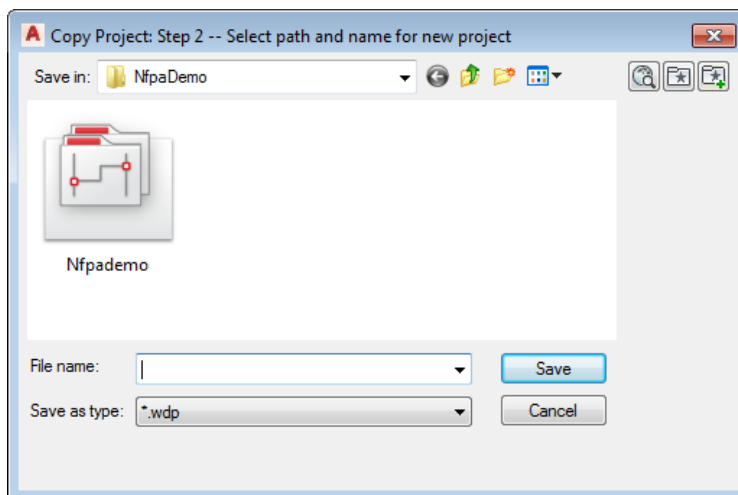 A Copy Project: Step 2 -- Select path and name for new project
Save in: NfpaDemo
Nfpademo
File name: Save
Save as type: *.wdp Cancel